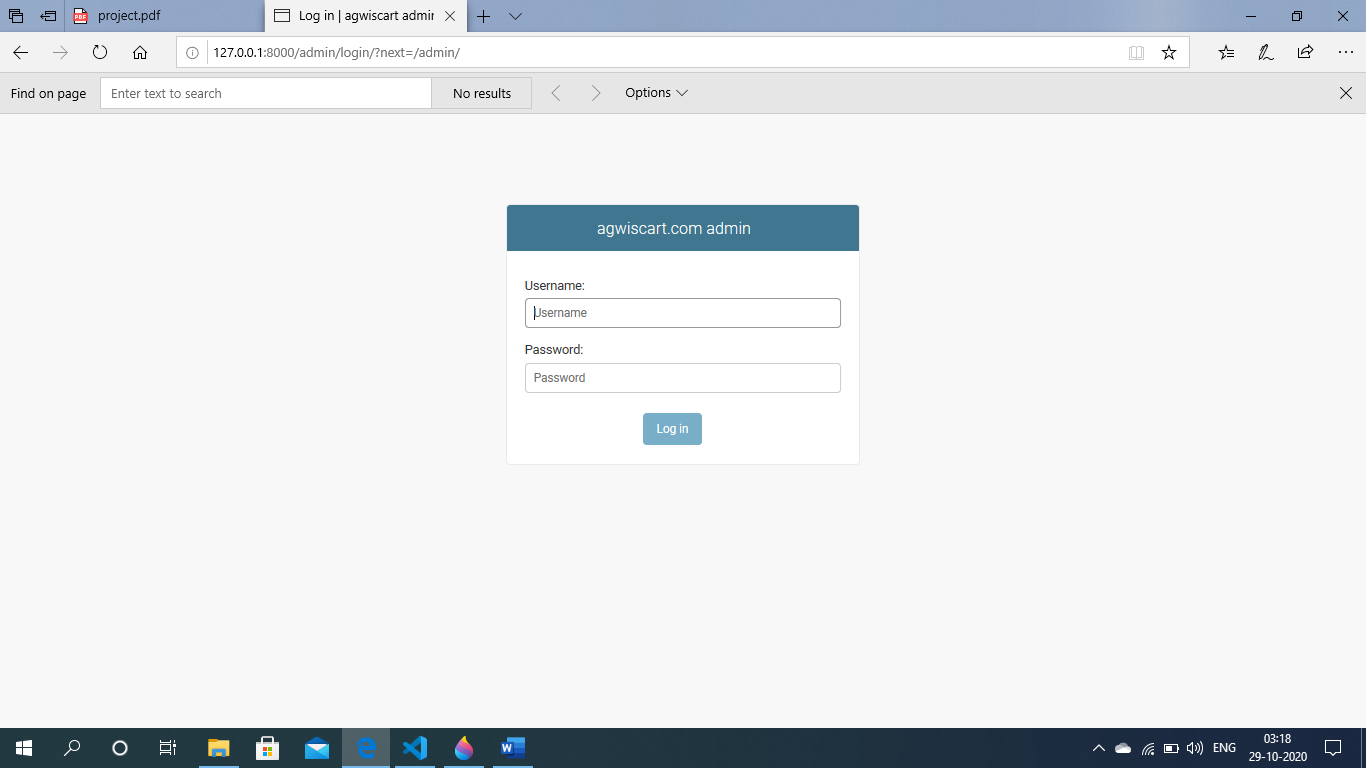 project.pdf
Log in | agwiscart admin
127.0.0.1:8000/admin/login/?next=/admin/
Find on page
Enter text to search
No results
Options
agwiscart.com admin
Username:
Username
Password:
Password
Log in
ENG
03:18
29-10-2020